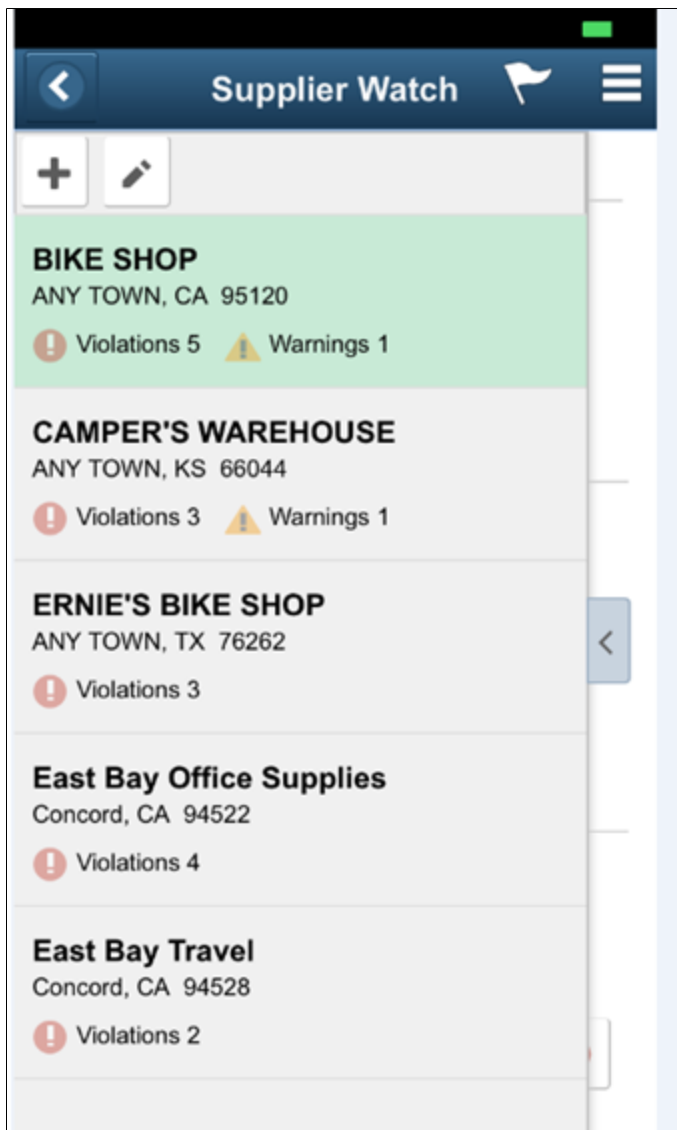 Supplier Watch
BIKE SHOP
ANY TOWN, CA  95120
Violations 5  Warnings 1
CAMPER'S WAREHOUSE
ANY TOWN, KS  66044
Violations 3  Warnings 1
ERNIE'S BIKE SHOP
ANY TOWN, TX  76262
Violations 3
East Bay Office Supplies
Concord, CA  94522
Violations 4
East Bay Travel
Concord, CA  94528
Violations 2